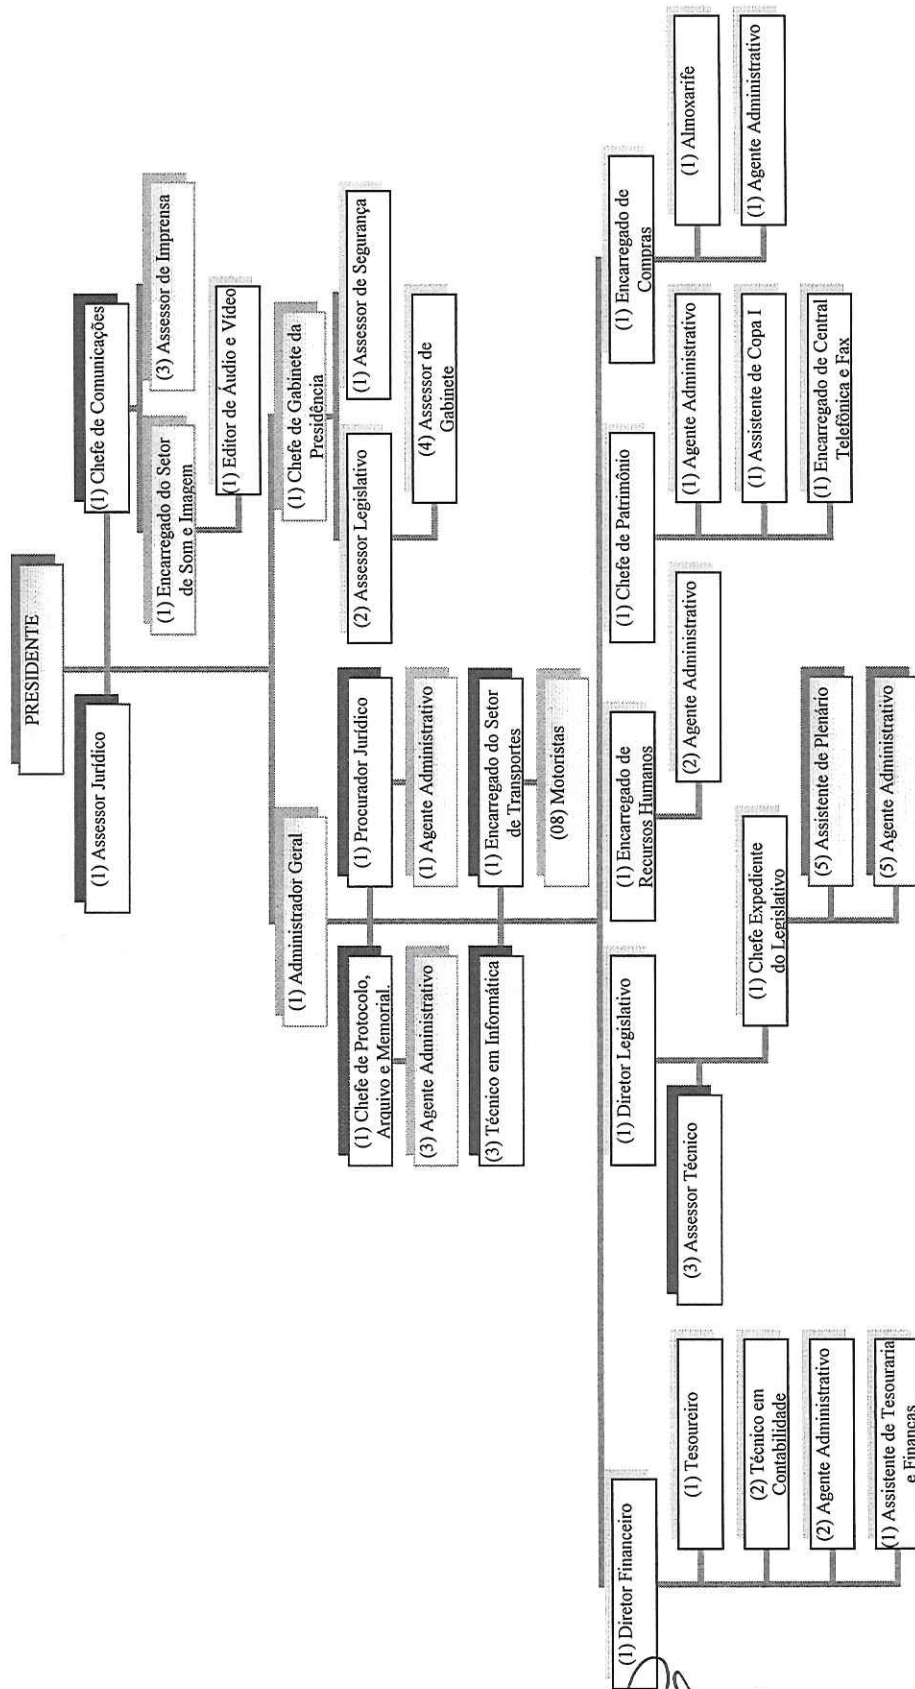 PRESIDENTE
(1) Assessor Jurídico
(1) Chefe de Comunicações
(1) Encarregado do Setor
de Som e Imagem
(3) Assessor de Imprensa
(1) Editor de Áudio e Vídeo
(1) Administrador Geral
(1) Chefe de Gabinete da
Presidência
(1) Chefe de Protocolo,
Arquivo e Memorial.
(1) Procurador Jurídico
(2) Assessor Legislativo
(1) Assessor de Segurança
(3) Agente Administrativo
(1) Agente Administrativo
(4) Assessor de
Gabinete
(3) Técnico em Informática
(1) Encarregado do Setor
de Transportes
(08) Motoristas
(1) Diretor Financeiro
(1) Diretor Legislativo
(1) Encarregado de
Recursos Humanos
(1) Chefe de Patrimônio
(1) Encarregado de
Compras
(1) Tesoureiro
(2) Técnico em
Contabilidade
(2) Agente Administrativo
(1) Assistente de Tesouraria
e Finanças
(3) Assessor Técnico
(1) Chefe Expediente
do Legislativo
(5) Assistente de Plenário
(5) Agente Administrativo
(2) Agente Administrativo
(1) Agente Administrativo
(1) Assistente de Copa I
(1) Encarregado de Central
Telefônica e Fax
(1) Almoxarife
(1) Agente Administrativo